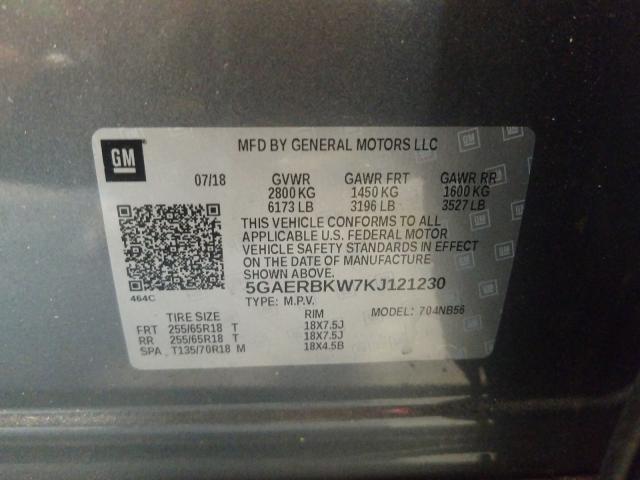 GM
MFD BY GENERAL MOTORS LLC
07/18 GVWR GAWR FRT GAWR RR
2800 KG 1450 KG 1600 KG
6173 LB 3196 LB 3527 LB
THIS VEHICLE CONFORMS TO ALL
APPLICABLE U.S. FEDERAL MOTOR
VEHICLE SAFETY STANDARDS IN EFFECT
ON THE DATE OF MANUFACTURE
SHOWN ABOVE.
464C
5GAERBKW7KJ121230
TYPE: M.P.V. MODEL: 704NB56
TIRE SIZE RIM
FRT 255/65R18 T 18X7.5J
RR 255/65R18 T 18X7.5J
SPA T135/70R18 M 18X4.5B